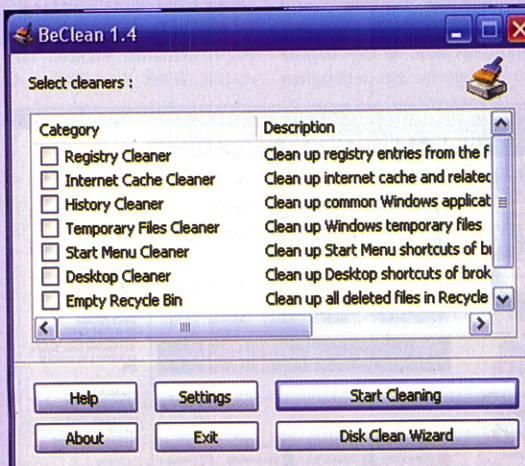 BeClean 1.4
Select cleaners :
Category Description
Registry Cleaner Clean up registry entries from the f
Internet Cache Cleaner Clean up internet cache and related
History Cleaner Clean up common Windows applicat
Temporary Files Cleaner Clean up Windows temporary files
Start Menu Cleaner Clean up Start Menu shortcuts of br
Desktop Cleaner Clean up Desktop shortcuts of brok
Empty Recycle Bin Clean up all deleted files in Recycle
Help Settings Start Cleaning
About Exit Disk Clean Wizard